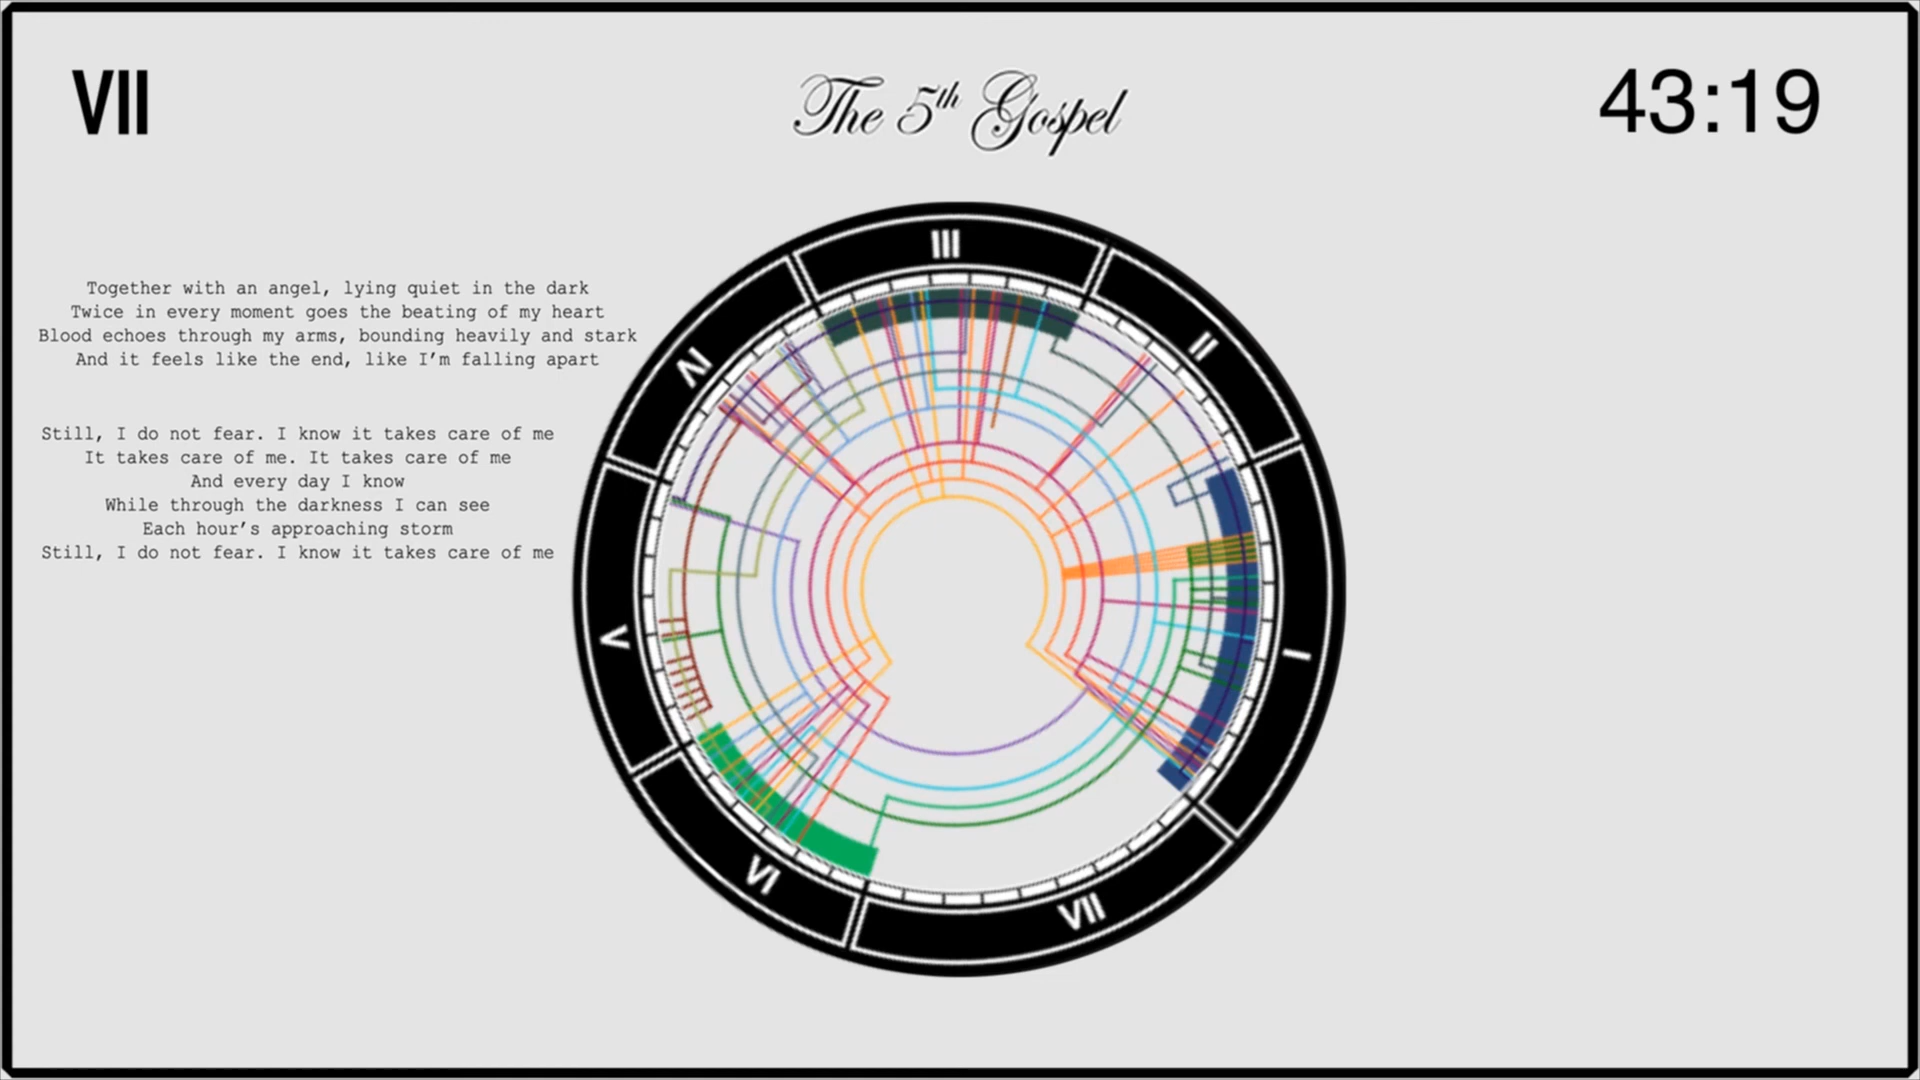 VII
The 5th Gospel
43:19
Together with an angel, lying quiet in the dark
Twice in every moment goes the beating of my heart
Blood echoes through my arms, bounding heavily and stark
And it feels like the end, like I’m falling apart
Still, I do not fear. I know it takes care of me
It takes care of me. It takes care of me
And every day I know
While through the darkness I can see
Each hour’s approaching storm
Still, I do not fear. I know it takes care of me
III
II
IV
I
V
VI
VII